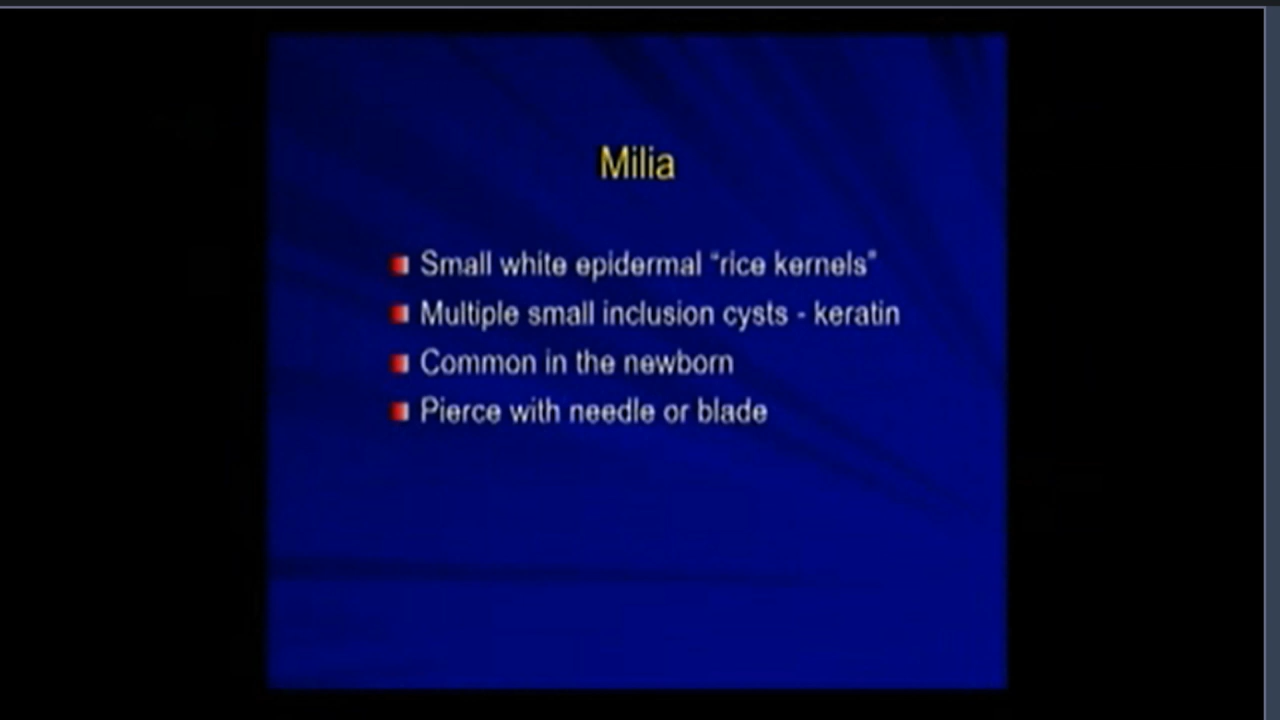 Milia
Small white epidermal “rice kernels”
Multiple small inclusion cysts - keratin
Common in the newborn
Pierce with needle or blade